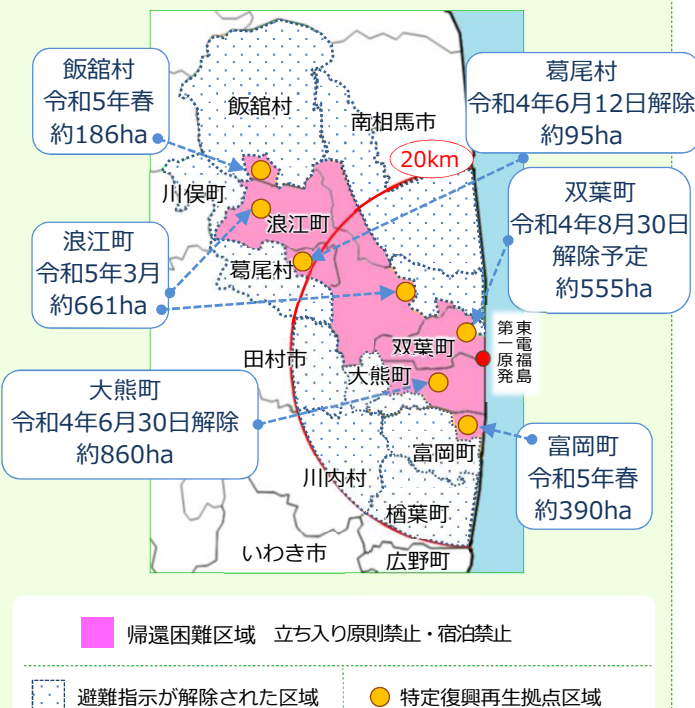 飯舘村
令和5年春
約186ha
葛尾村
令和4年6月12日解除
約95ha
飯舘村
南相馬市
20km
川俣町
双葉町
令和4年8月30日
解除予定
約555ha
浪江町
令和5年3月
約661ha
浪江町
葛尾村
東電福島
第一原発
双葉町
田村市
大熊町
大熊町
令和4年6月30日解除
約860ha
富岡町
富岡町
令和5年春
約390ha
川内村
楢葉町
いわき市
広野町
帰還困難区域 立ち入り原則禁止・宿泊禁止
避難指示が解除された区域
特定復興再生拠点区域